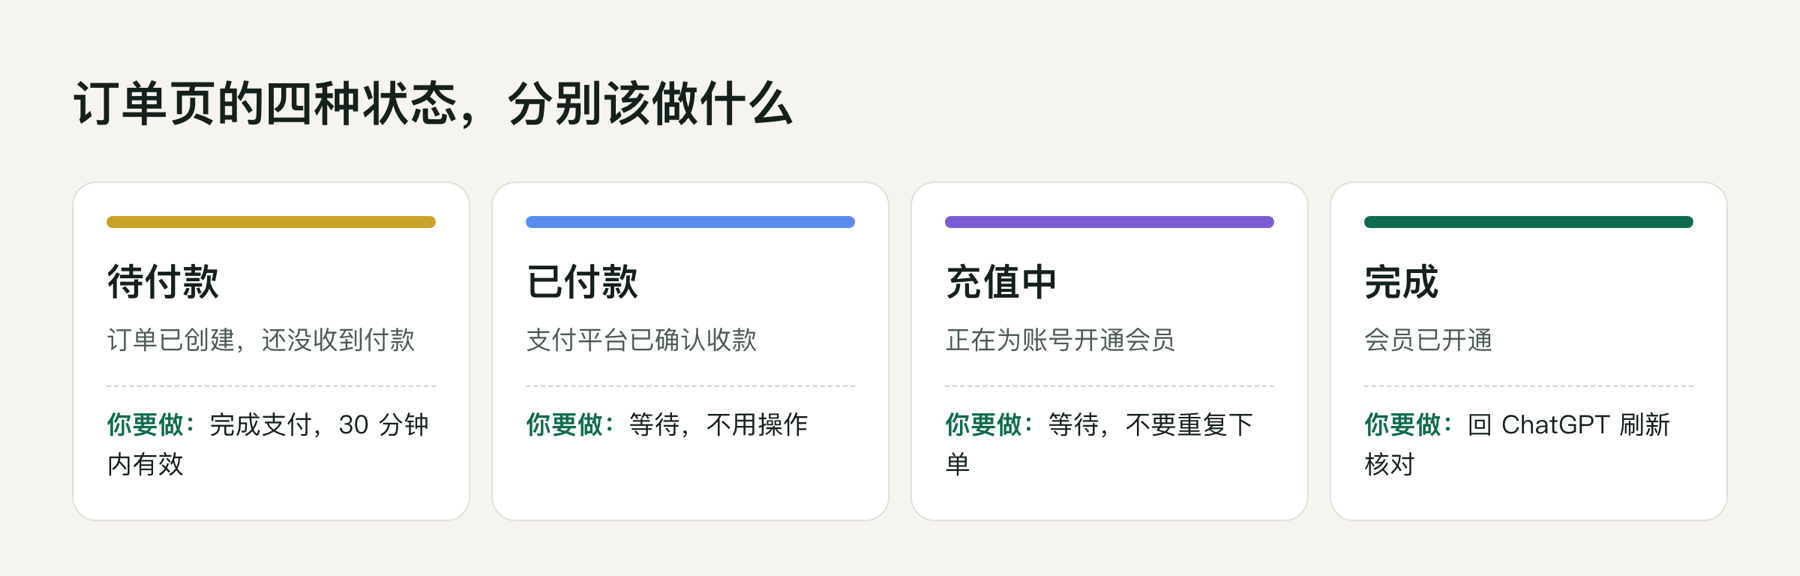 订单页的四种状态，分别该做什么
待付款
订单已创建，还没收到付款
你要做：完成支付，30 分钟
内有效
已付款
支付平台已确认收款
你要做：等待，不用操作
充值中
正在为账号开通会员
你要做：等待，不要重复下
单
完成
会员已开通
你要做：回 ChatGPT 刷新
核对